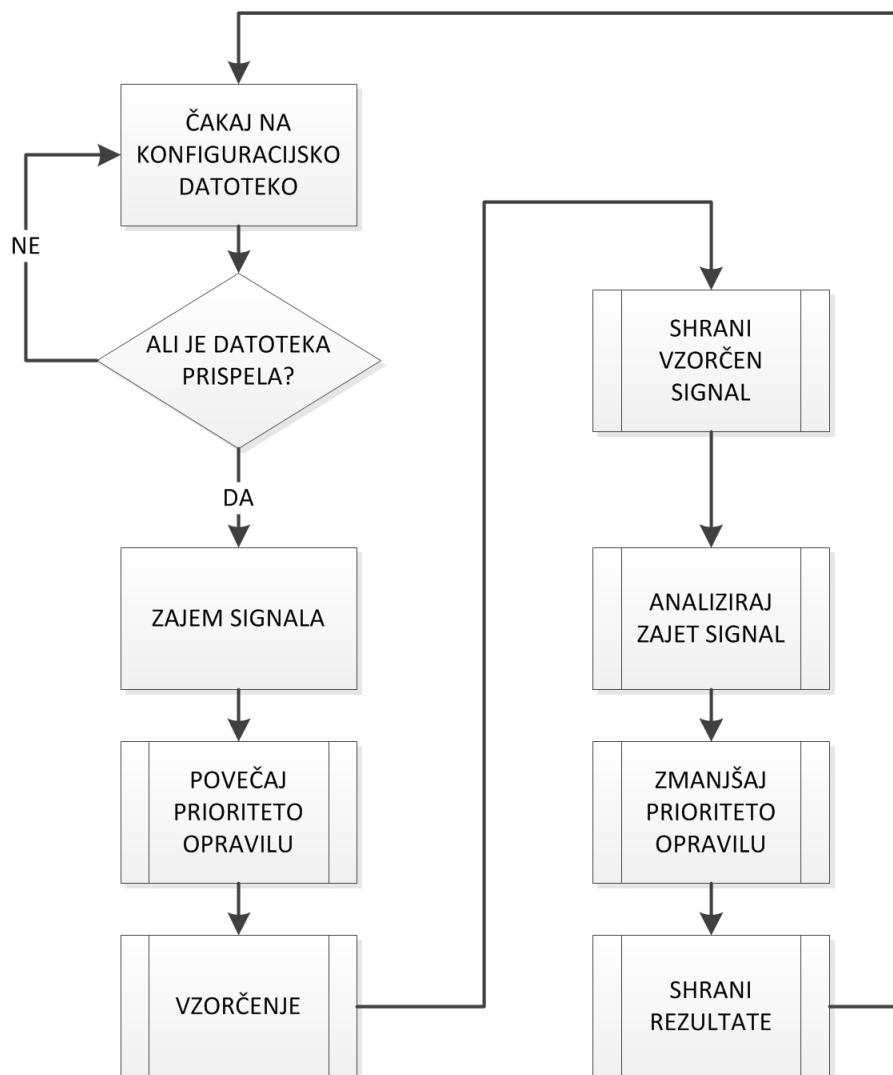 ČAKAJ NA
KONFIGURACIJSKO
DATOTEKO
NE
ALI JE DATOTEKA
PRISPELA?
DA
ZAJEM SIGNALA
POVEČAJ
PRIORITETO
OPRAVILU
VZORČENJE
SHRANI
VZORČEN
SIGNAL
ANALIZIRAJ
ZAJET SIGNAL
ZMANJŠAJ
PRIORITETO
OPRAVILU
SHRANI
REZULTATE